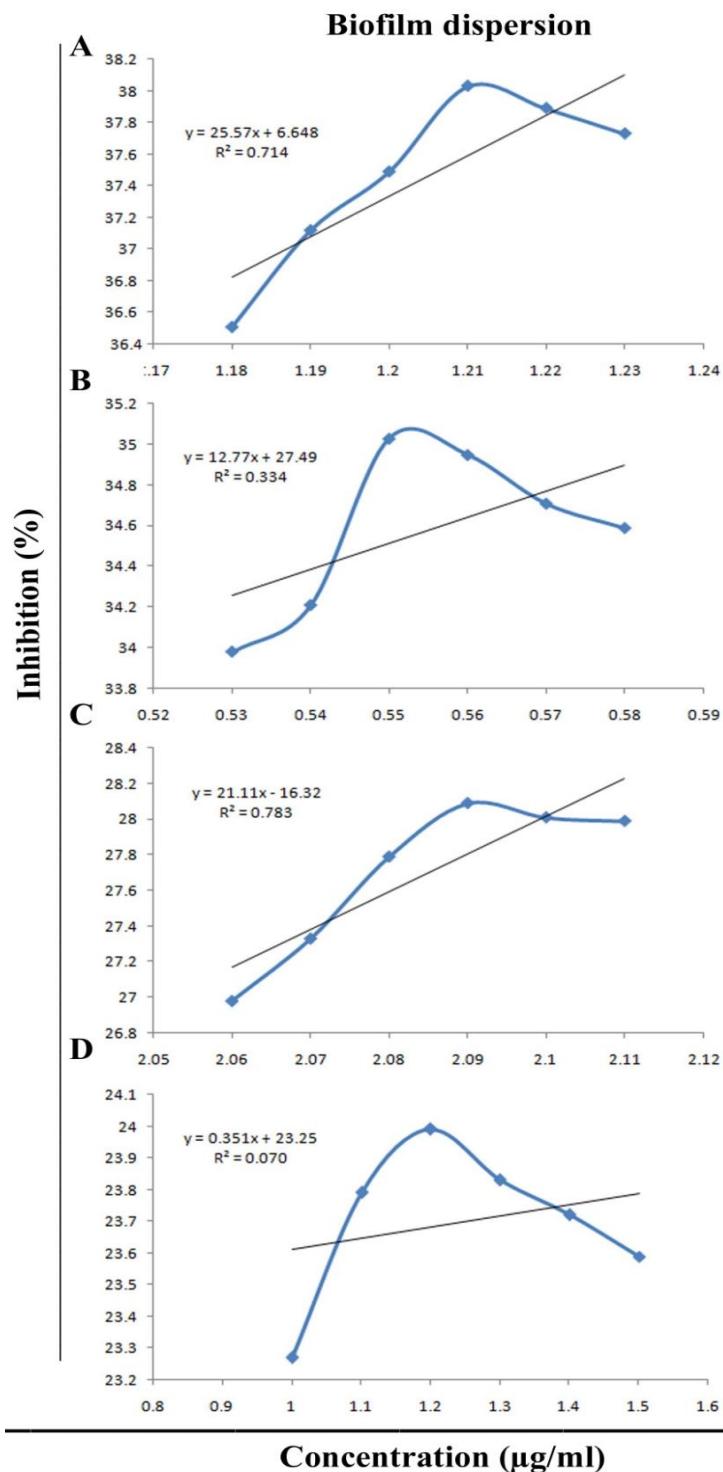 Biofilm dispersion
A
38.2
38
37.8
37.6
37.4
37.2
37
36.8
36.6
36.4
y = 25.57x + 6.648
R² = 0.714
1.17 1.18 1.19 1.2 1.21 1.22 1.23 1.24
B
35.2
35
34.8
34.6
34.4
34.2
34
33.8
y = 12.77x + 27.49
R² = 0.334
0.52 0.53 0.54 0.55 0.56 0.57 0.58 0.59
C
28.4
28.2
28
27.8
27.6
27.4
27.2
27
26.8
y = 21.11x - 16.32
R² = 0.783
2.05 2.06 2.07 2.08 2.09 2.1 2.11 2.12
D
24.1
24
23.9
23.8
23.7
23.6
23.5
23.4
23.3
23.2
y = 0.351x + 23.25
R² = 0.070
0.8 0.9 1 1.1 1.2 1.3 1.4 1.5 1.6
Inhibition (%)
Concentration (µg/ml)